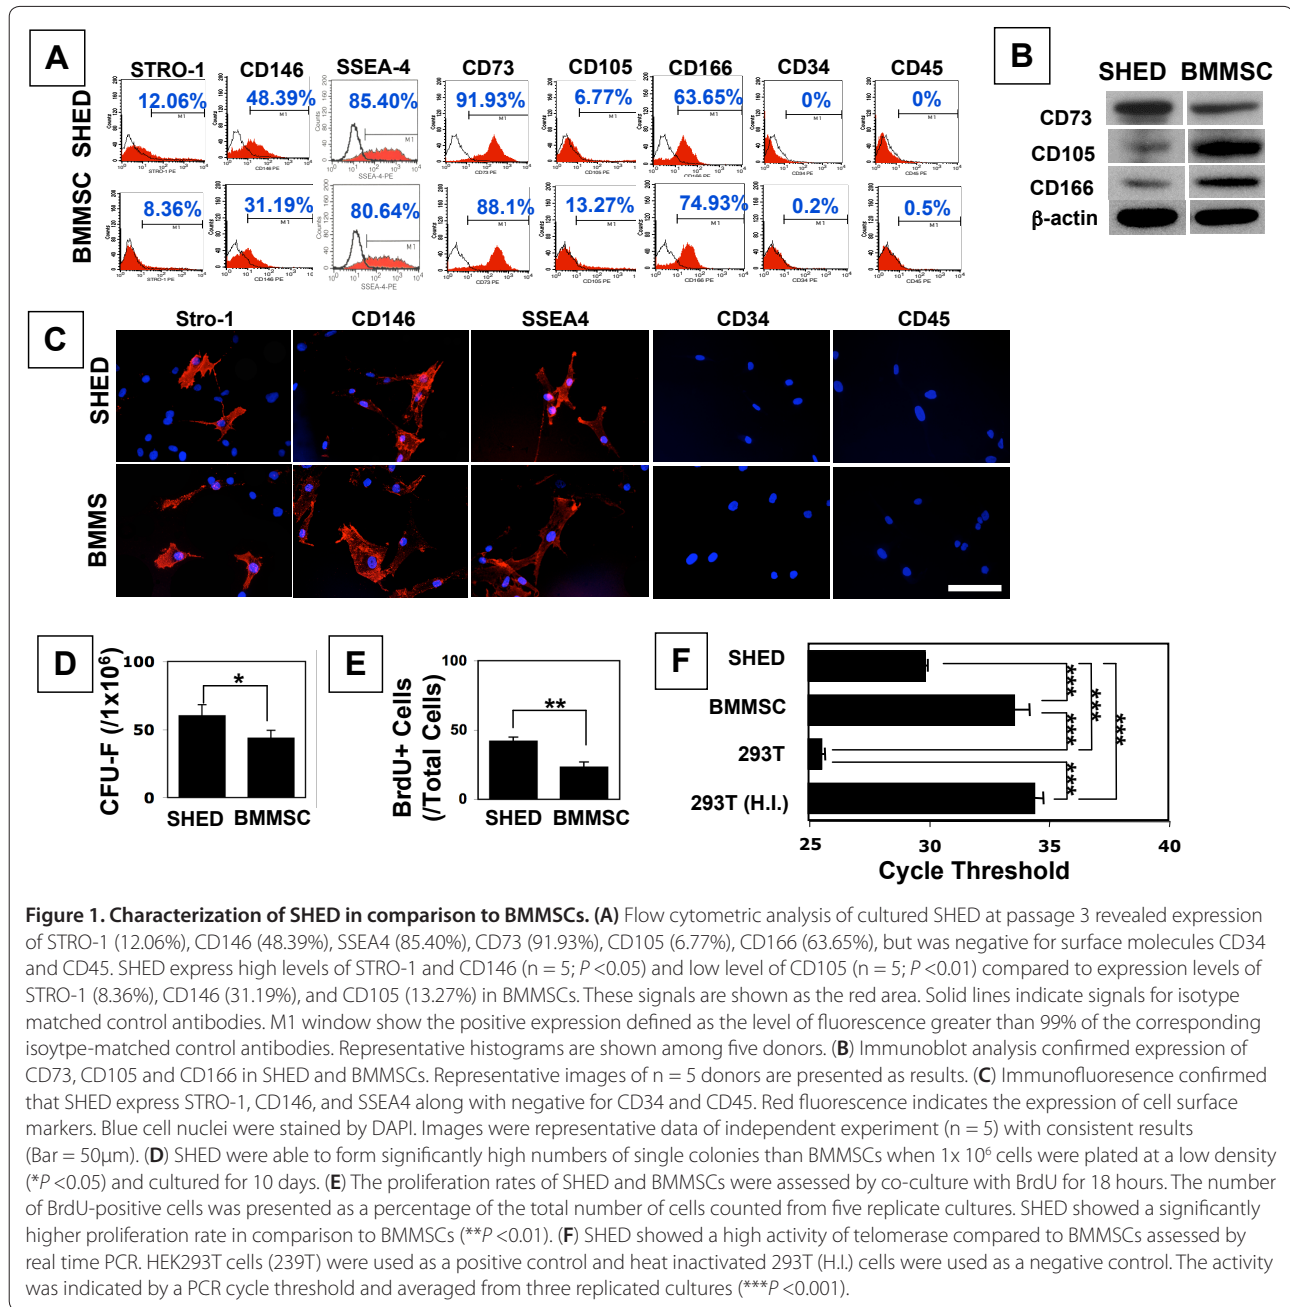 A
STRO-1 CD146 SSEA-4 CD73 CD105 CD166 CD34 CD45
SHED
12.06% 48.39% 85.40% 91.93% 6.77% 63.65% 0% 0%
BMMSC
8.36% 31.19% 80.64% 88.1% 13.27% 74.93% 0.2% 0.5%
B
SHED BMMSC
CD73
CD105
CD166
β-actin
C
Stro-1 CD146 SSEA4 CD34 CD45
SHED
BMMS
D
CFU-F (/1x10⁶)
100
50
0
*
SHED BMMSC
E
BrdU+ Cells
(/Total Cells)
100
50
0
**
SHED BMMSC
F
SHED
BMMSC
293T
293T (H.I.)
*** *** ***
*** ***
25 30 35 40
Cycle Threshold
Figure 1. Characterization of SHED in comparison to BMMSCs. (A) Flow cytometric analysis of cultured SHED at passage 3 revealed expression
of STRO-1 (12.06%), CD146 (48.39%), SSEA4 (85.40%), CD73 (91.93%), CD105 (6.77%), CD166 (63.65%), but was negative for surface molecules CD34
and CD45. SHED express high levels of STRO-1 and CD146 (n = 5; P <0.05) and low level of CD105 (n = 5; P <0.01) compared to expression levels of
STRO-1 (8.36%), CD146 (31.19%), and CD105 (13.27%) in BMMSCs. These signals are shown as the red area. Solid lines indicate signals for isotype
matched control antibodies. M1 window show the positive expression defined as the level of fluorescence greater than 99% of the corresponding
isoytpe-matched control antibodies. Representative histograms are shown among five donors. (B) Immunoblot analysis confirmed expression of
CD73, CD105 and CD166 in SHED and BMMSCs. Representative images of n = 5 donors are presented as results. (C) Immunofluoresence confirmed
that SHED express STRO-1, CD146, and SSEA4 along with negative for CD34 and CD45. Red fluorescence indicates the expression of cell surface
markers. Blue cell nuclei were stained by DAPI. Images were representative data of independent experiment (n = 5) with consistent results
(Bar = 50μm). (D) SHED were able to form significantly high numbers of single colonies than BMMSCs when 1x 10⁶ cells were plated at a low density
(*P <0.05) and cultured for 10 days. (E) The proliferation rates of SHED and BMMSCs were assessed by co-culture with BrdU for 18 hours. The number
of BrdU-positive cells was presented as a percentage of the total number of cells counted from five replicate cultures. SHED showed a significantly
higher proliferation rate in comparison to BMMSCs (**P <0.01). (F) SHED showed a high activity of telomerase compared to BMMSCs assessed by
real time PCR. HEK293T cells (239T) were used as a positive control and heat inactivated 293T (H.I.) cells were used as a negative control. The activity
was indicated by a PCR cycle threshold and averaged from three replicated cultures (***P <0.001).